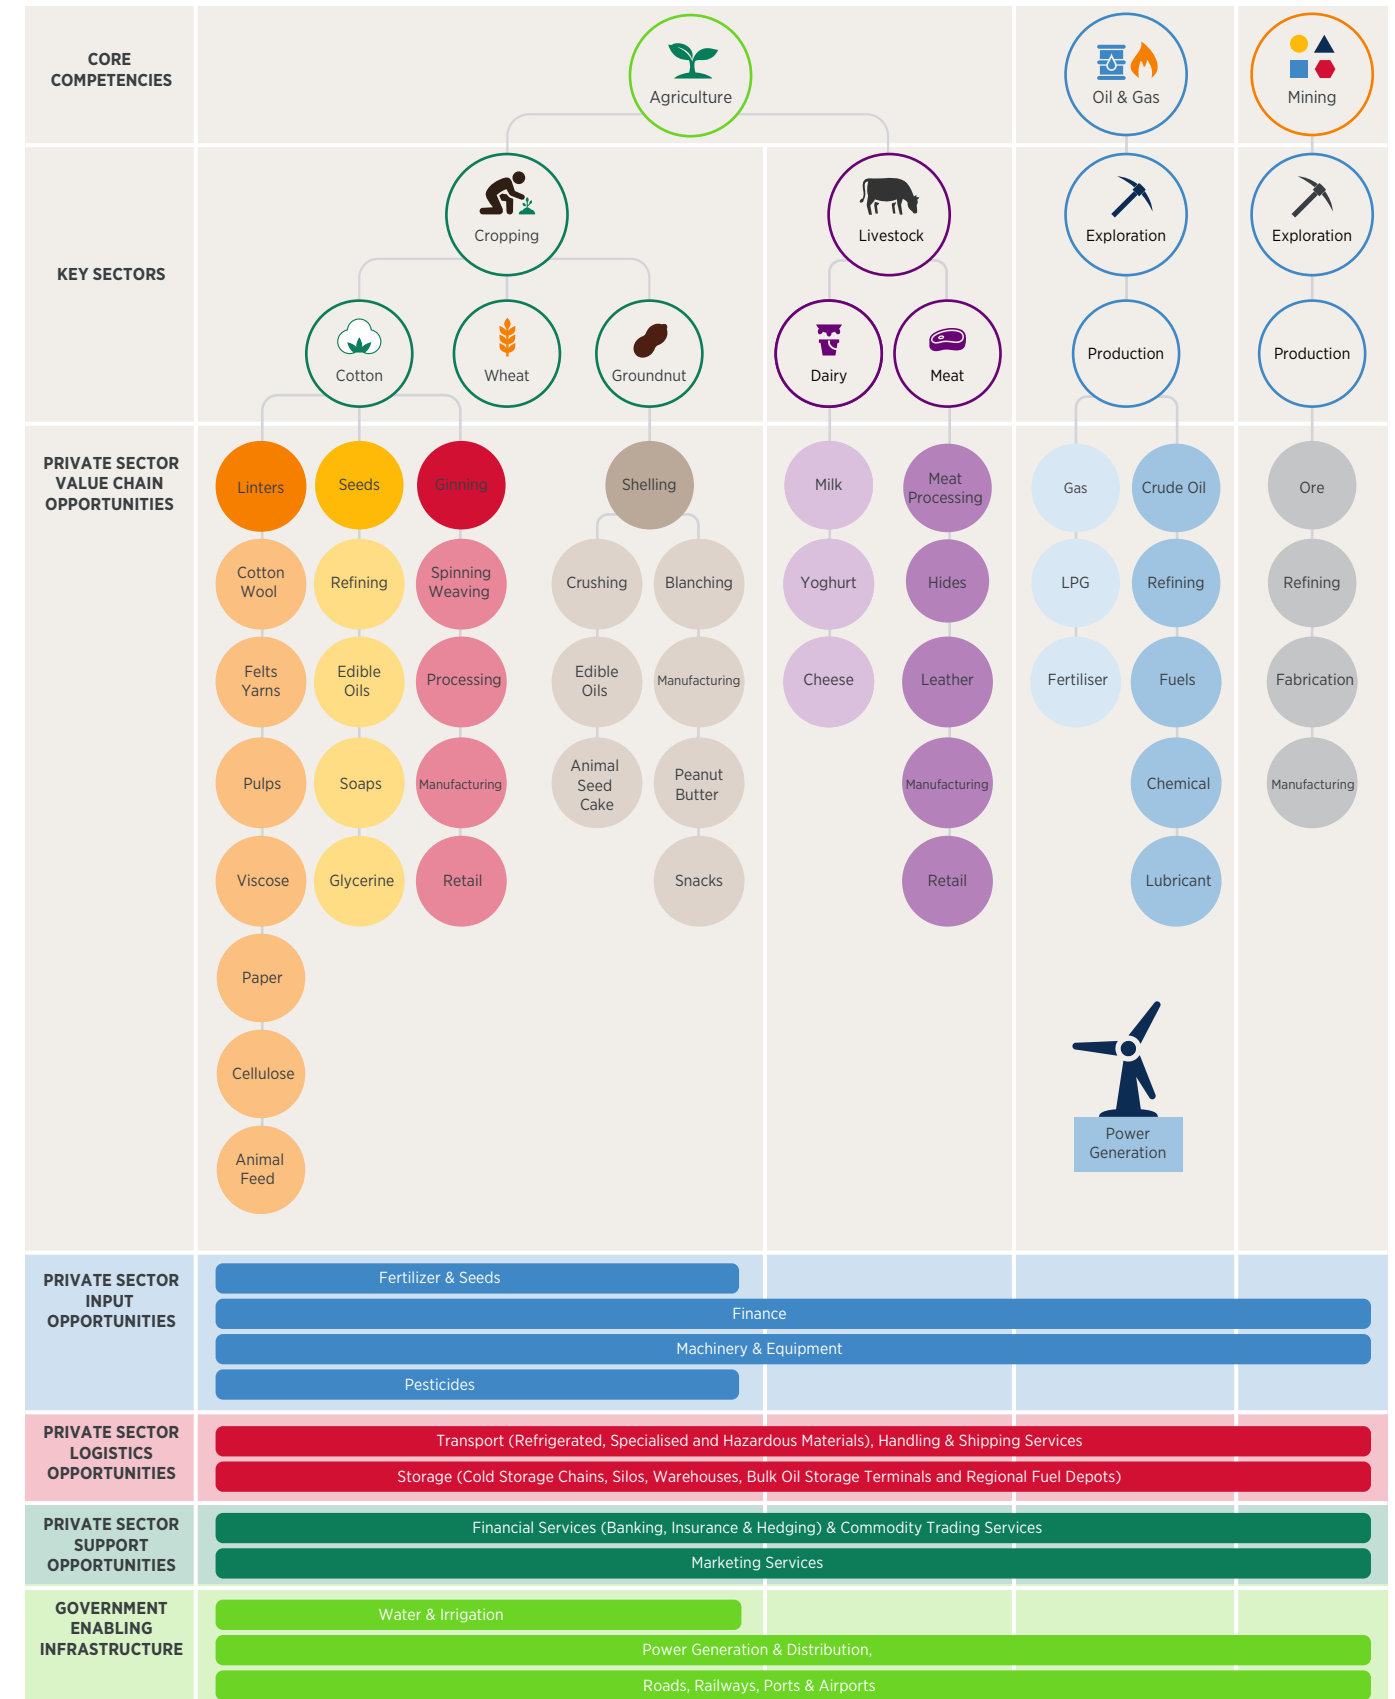 CORE
COMPETENCIES
Agriculture
Oil & Gas
Mining
KEY SECTORS
Cropping
Livestock
Exploration
Exploration
Cotton
Wheat
Groundnut
Dairy
Meat
Production
Production
PRIVATE SECTOR
VALUE CHAIN
OPPORTUNITIES
Linters
Cotton
Wool
Felts
Yarns
Pulps
Viscose
Paper
Cellulose
Animal
Feed
Seeds
Refining
Edible
Oils
Soaps
Glycerine
Ginning
Spinning
Weaving
Processing
Manufacturing
Retail
Shelling
Crushing
Edible
Oils
Animal
Seed
Cake
Blanching
Manufacturing
Peanut
Butter
Snacks
Milk
Yoghurt
Cheese
Meat
Processing
Hides
Leather
Manufacturing
Retail
Gas
LPG
Fertiliser
Crude Oil
Refining
Fuels
Chemical
Lubricant
Power
Generation
Ore
Refining
Fabrication
Manufacturing
PRIVATE SECTOR
INPUT
OPPORTUNITIES
Fertilizer & Seeds
Finance
Machinery & Equipment
Pesticides
PRIVATE SECTOR
LOGISTICS
OPPORTUNITIES
Transport (Refrigerated, Specialised and Hazardous Materials), Handling & Shipping Services
Storage (Cold Storage Chains, Silos, Warehouses, Bulk Oil Storage Terminals and Regional Fuel Depots)
PRIVATE SECTOR
SUPPORT
OPPORTUNITIES
Financial Services (Banking, Insurance & Hedging) & Commodity Trading Services
Marketing Services
GOVERNMENT
ENABLING
INFRASTRUCTURE
Water & Irrigation
Power Generation & Distribution,
Roads, Railways, Ports & Airports